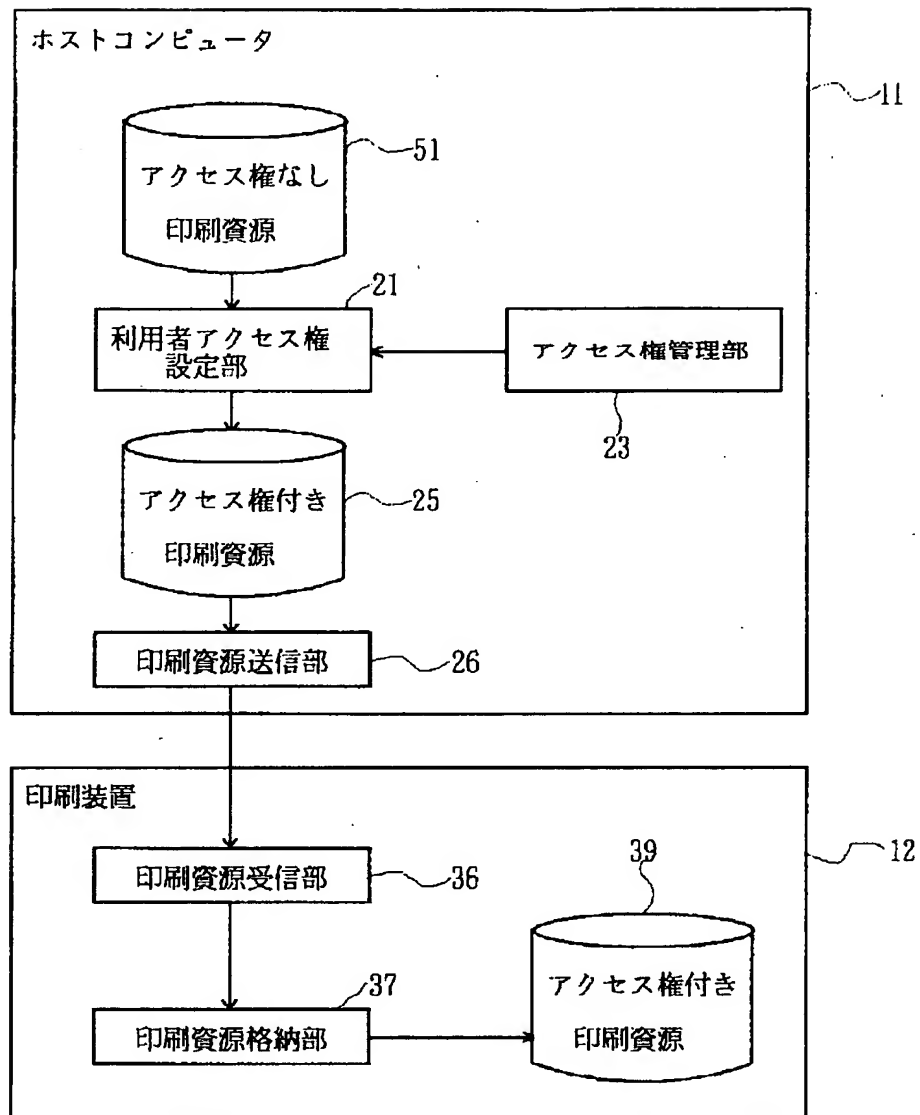 ホストコンピュータ
11
51
アクセス権なし
印刷資源
21
利用者アクセス権
設定部
アクセス権管理部
23
アクセス権付き
印刷資源
25
印刷資源送信部
26
印刷装置
12
印刷資源受信部
36
39
アクセス権付き
印刷資源
37
印刷資源格納部